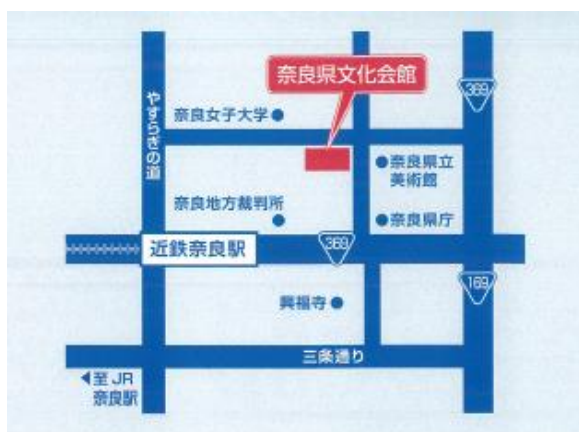 奈良県文化会館
369
やすらぎの道
奈良女子大学
奈良県立
美術館
奈良地方裁判所
奈良県庁
近鉄奈良駅
369
169
興福寺
三条通り
至JR
奈良駅